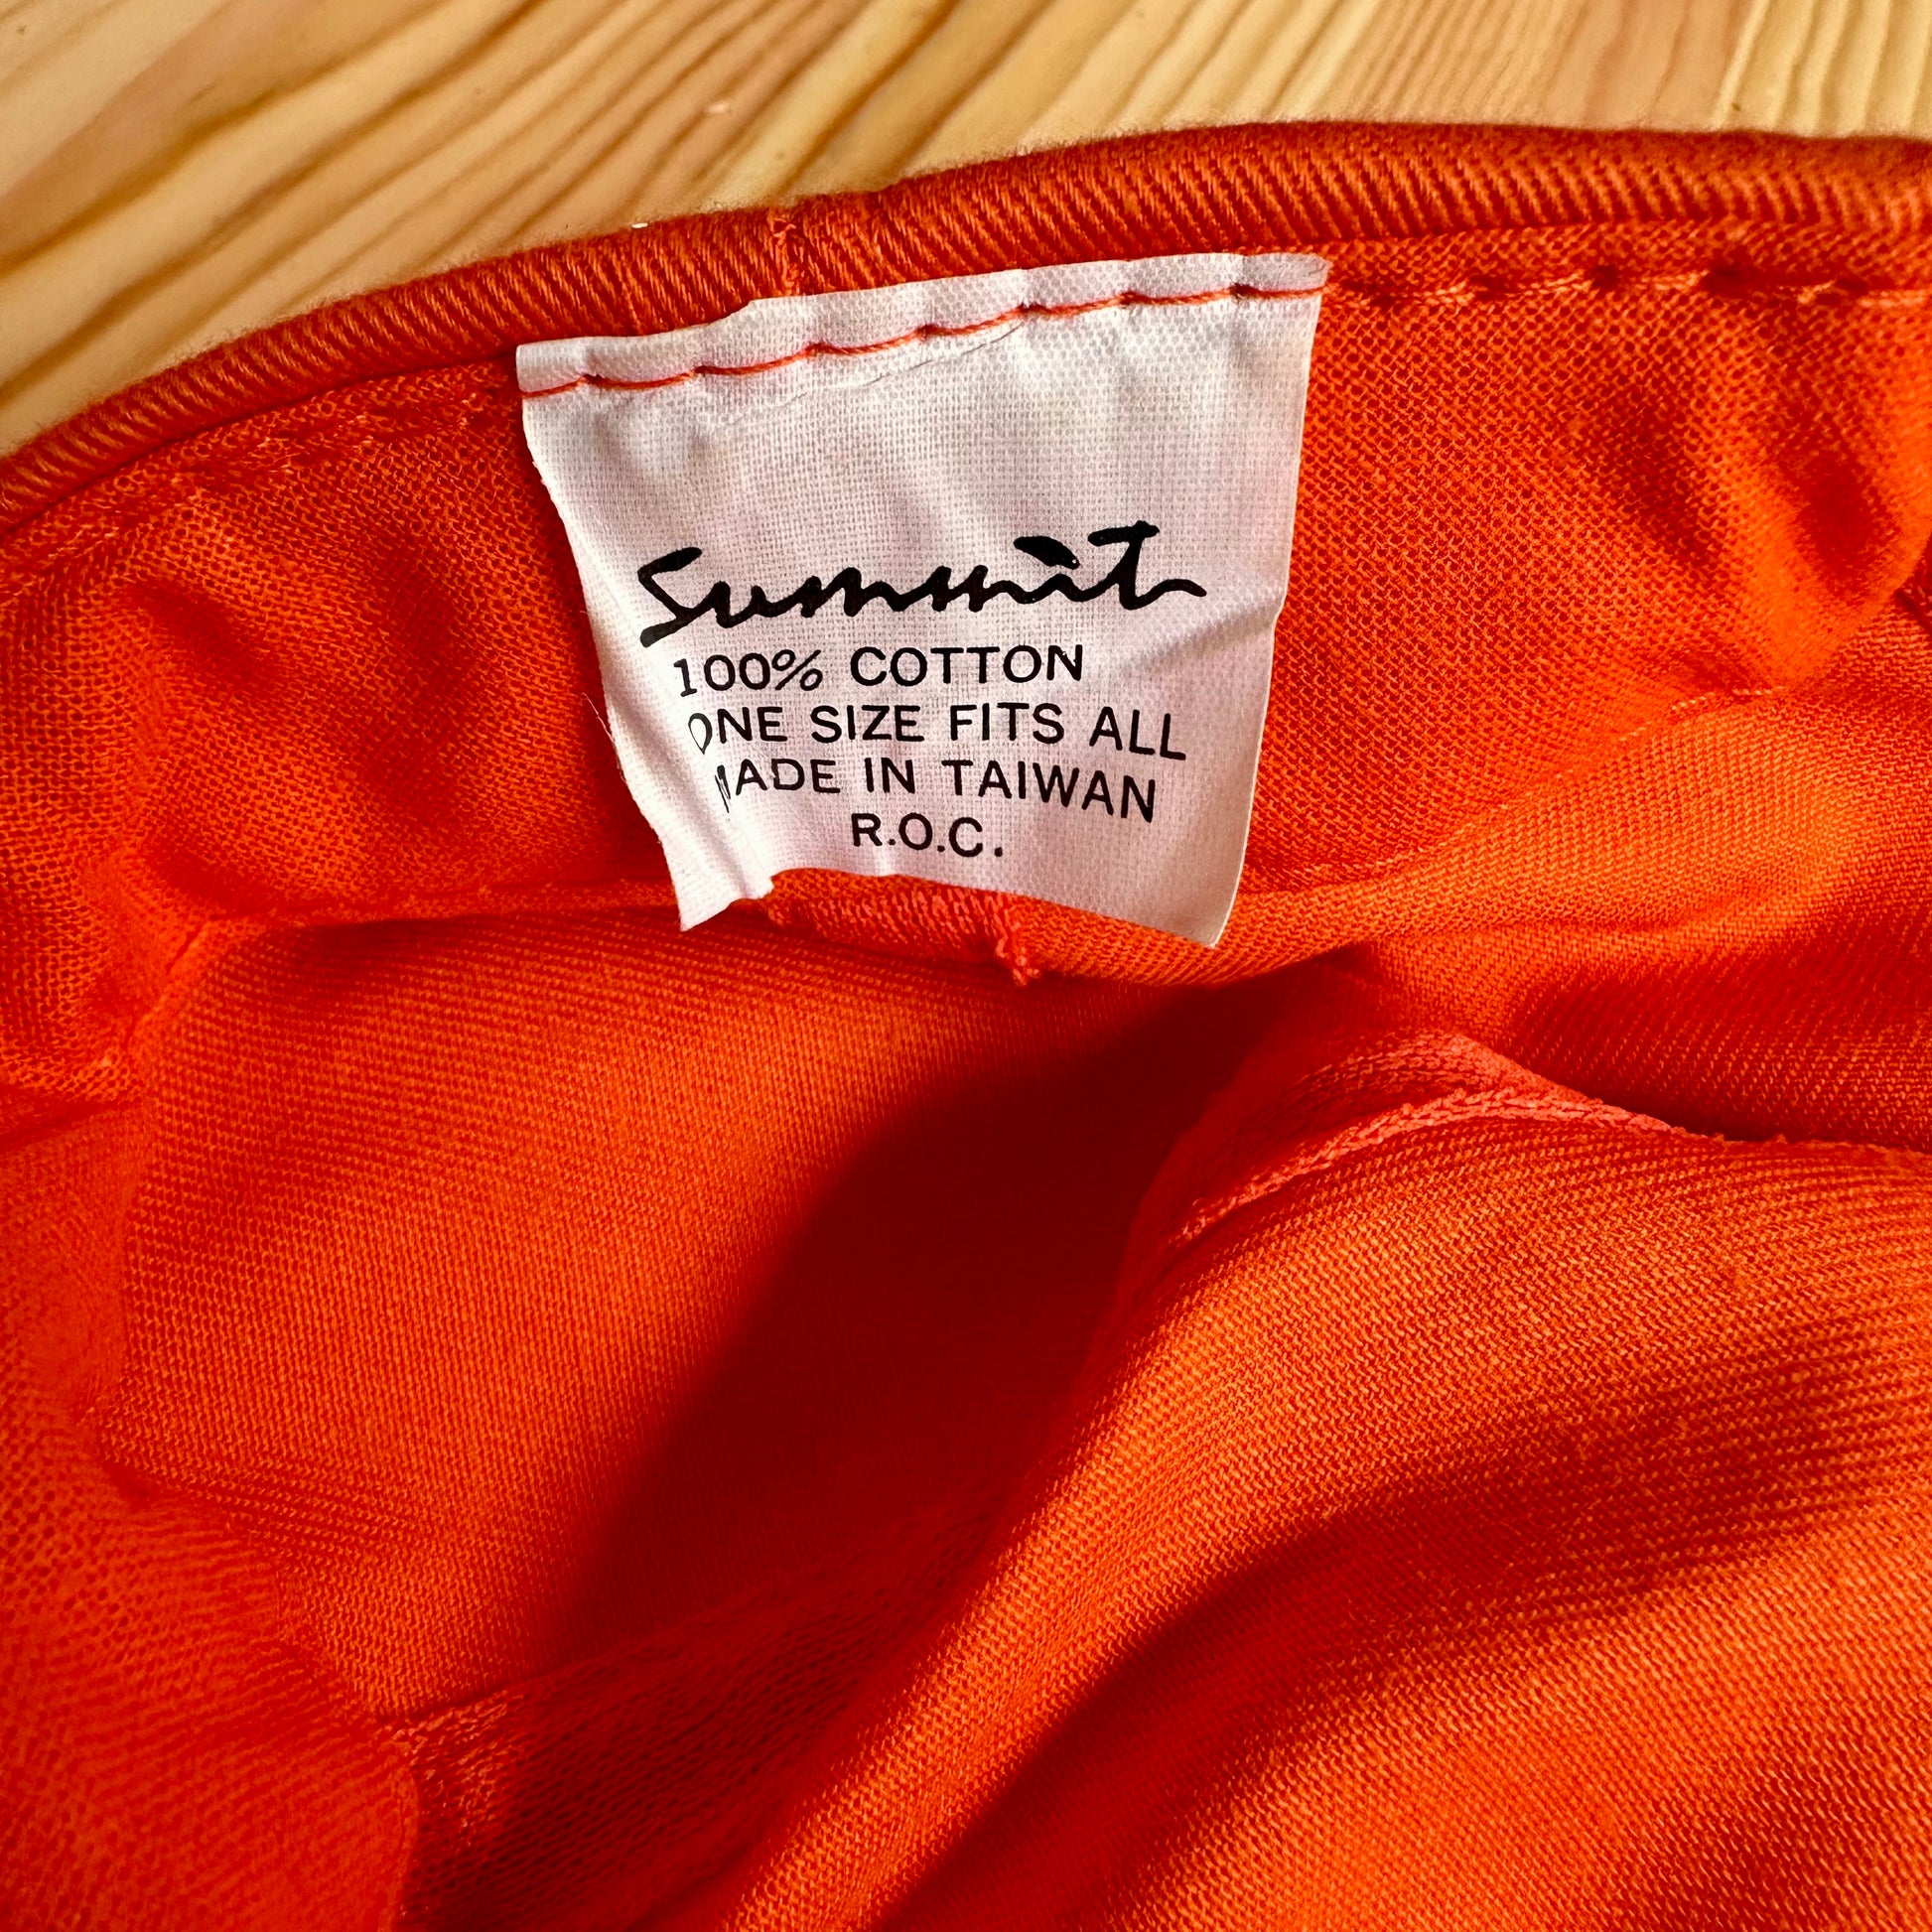 Summit
100% COTTON
ONE SIZE FITS ALL
MADE IN TAIWAN
R.O.C.